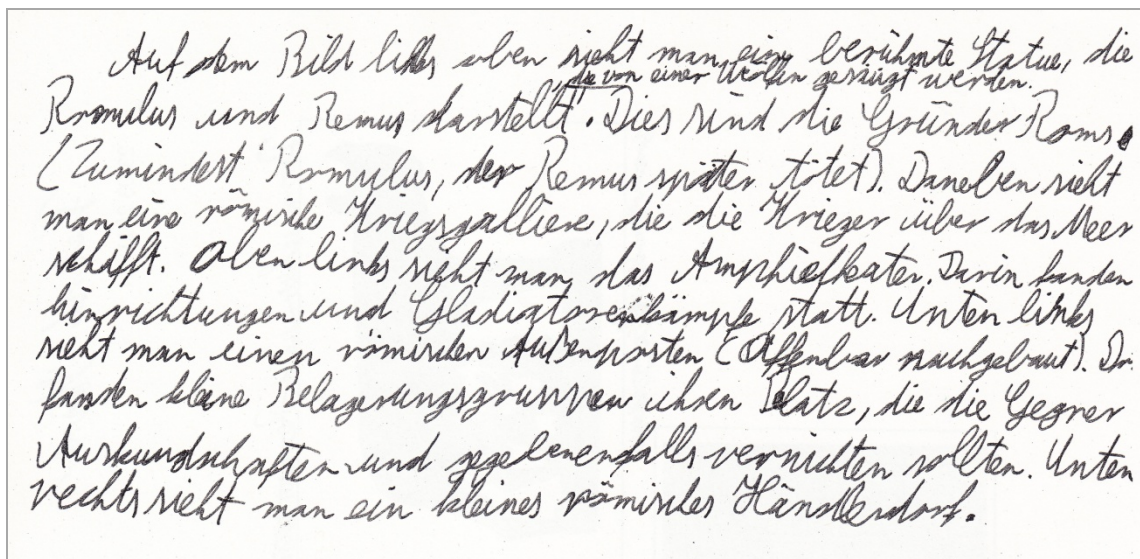 Auf dem Bild links oben sieht man eine berühmte Statue, die
die von einer Wölfin gesäugt werden.
Romulus und Remus darstellt. Dies sind die Gründer Roms.
(Zumindest Romulus, der Remus später tötet). Daneben sieht
man eine römische Kriegsgalliere, die die Krieger über das Meer
schifft. Oben links sieht man das Amphietheater. Darin fanden
hinrichtungen und Gladiatorenkämpfe statt. Unten links
sieht man einen römischen Außenposten (Offenbar nachgebaut). Da
fanden kleine Belagerungsgruppen ihren Platz, die die Gegner
Auskundschaften und gegebenenfalls vernichten sollten. Unten
rechts sieht man ein kleines römisches Händlerdorf.